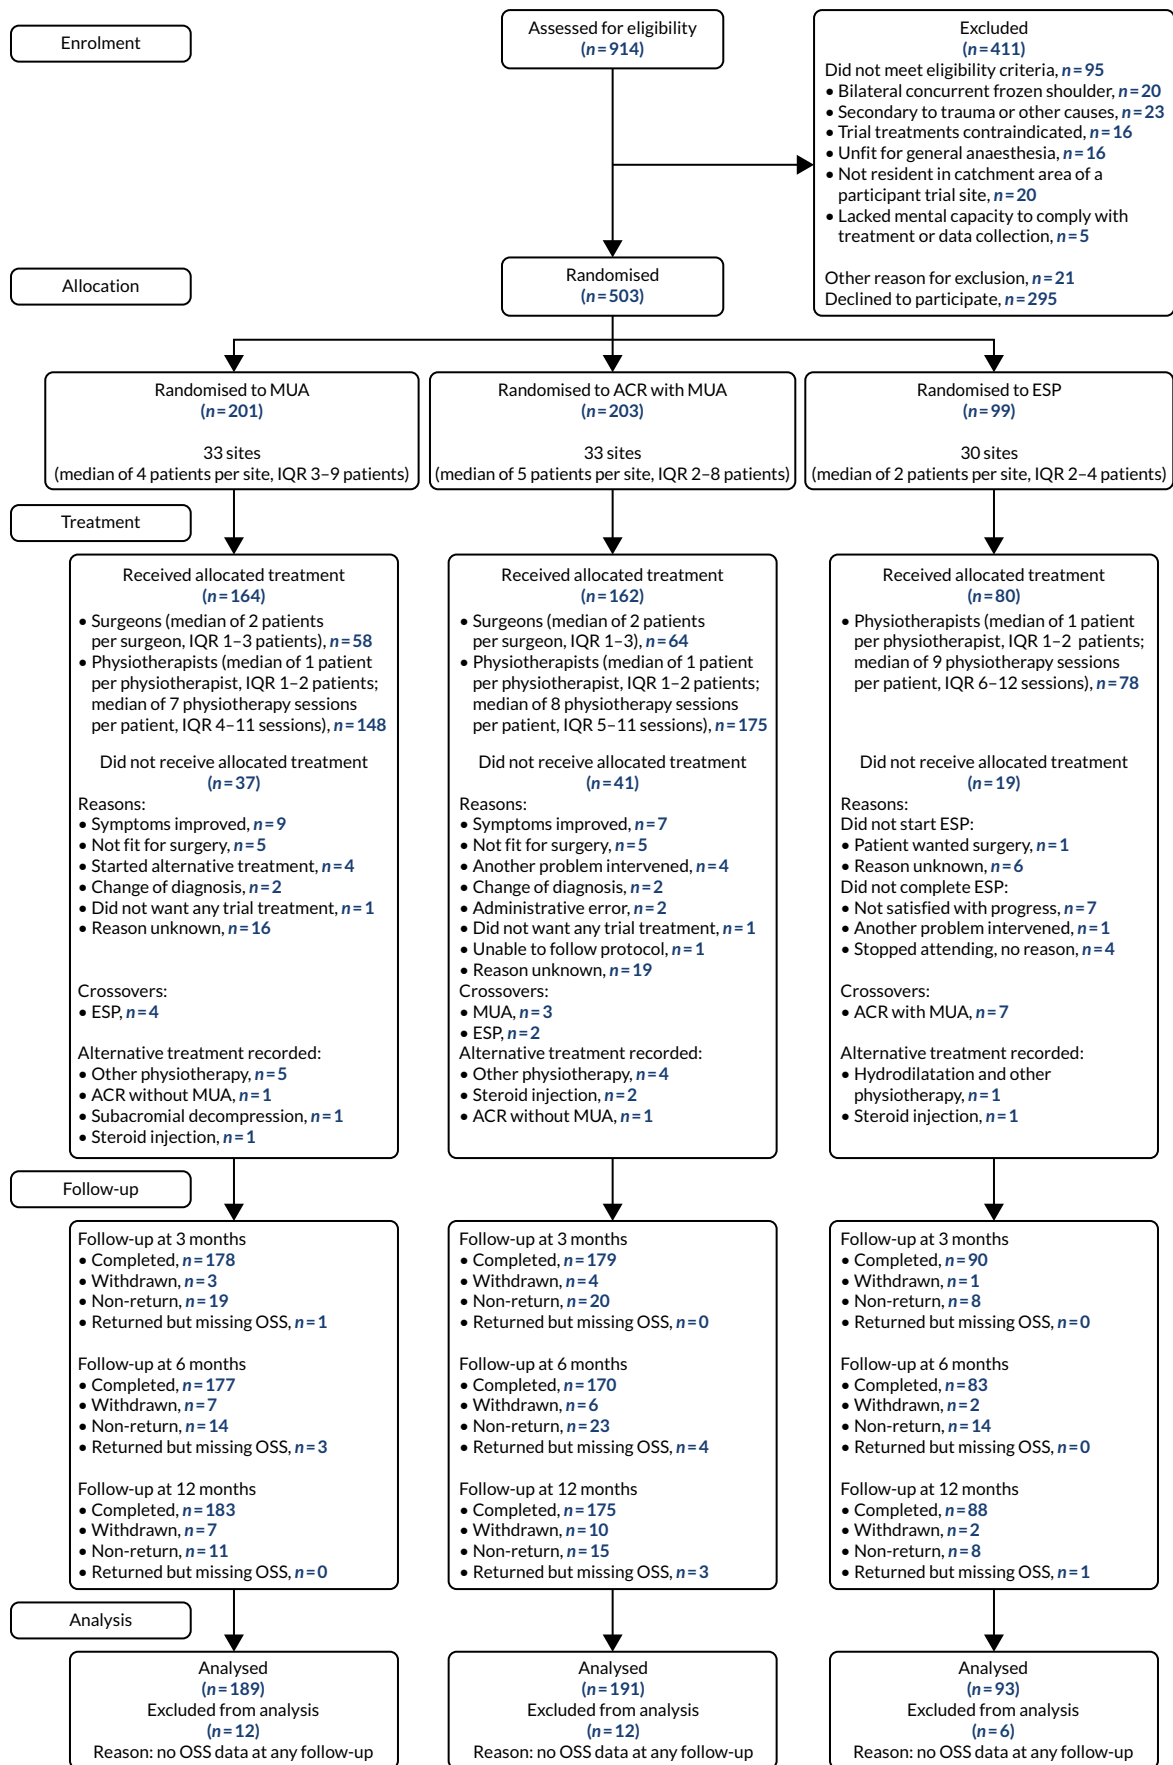 Enrolment
Assessed for eligibility
(n=914)
Excluded
(n=411)
Did not meet eligibility criteria, n=95
• Bilateral concurrent frozen shoulder, n=20
• Secondary to trauma or other causes, n=23
• Trial treatments contraindicated, n=16
• Unfit for general anaesthesia, n=16
• Not resident in catchment area of a
participant trial site, n=20
• Lacked mental capacity to comply with
treatment or data collection, n=5
Other reason for exclusion, n=21
Declined to participate, n=295
Allocation
Randomised
(n=503)
Randomised to MUA
(n=201)
33 sites
(median of 4 patients per site, IQR 3–9 patients)
Randomised to ACR with MUA
(n=203)
33 sites
(median of 5 patients per site, IQR 2–8 patients)
Randomised to ESP
(n=99)
30 sites
(median of 2 patients per site, IQR 2–4 patients)
Treatment
Received allocated treatment
(n=164)
• Surgeons (median of 2 patients
per surgeon, IQR 1–3 patients), n=58
• Physiotherapists (median of 1 patient
per physiotherapist, IQR 1–2 patients;
median of 7 physiotherapy sessions
per patient, IQR 4–11 sessions), n=148
Did not receive allocated treatment
(n=37)
Reasons:
• Symptoms improved, n=9
• Not fit for surgery, n=5
• Started alternative treatment, n=4
• Change of diagnosis, n=2
• Did not want any trial treatment, n=1
• Reason unknown, n=16
Crossovers:
• ESP, n=4
Alternative treatment recorded:
• Other physiotherapy, n=5
• ACR without MUA, n=1
• Subacromial decompression, n=1
• Steroid injection, n=1
Received allocated treatment
(n=162)
• Surgeons (median of 2 patients
per surgeon, IQR 1–3), n=64
• Physiotherapists (median of 1 patient
per physiotherapist, IQR 1–2 patients;
median of 8 physiotherapy sessions
per patient, IQR 5–11 sessions), n=175
Did not receive allocated treatment
(n=41)
Reasons:
• Symptoms improved, n=7
• Not fit for surgery, n=5
• Another problem intervened, n=4
• Change of diagnosis, n=2
• Administrative error, n=2
• Did not want any trial treatment, n=1
• Unable to follow protocol, n=1
• Reason unknown, n=19
Crossovers:
• MUA, n=3
• ESP, n=2
Alternative treatment recorded:
• Other physiotherapy, n=4
• Steroid injection, n=2
• ACR without MUA, n=1
Received allocated treatment
(n=80)
• Physiotherapists (median of 1 patient
per physiotherapist, IQR 1–2 patients;
median of 9 physiotherapy sessions
per patient, IQR 6–12 sessions), n=78
Did not receive allocated treatment
(n=19)
Reasons:
Did not start ESP:
• Patient wanted surgery, n=1
• Reason unknown, n=6
Did not complete ESP:
• Not satisfied with progress, n=7
• Another problem intervened, n=1
• Stopped attending, no reason, n=4
Crossovers:
• ACR with MUA, n=7
Alternative treatment recorded:
• Hydrodilatation and other
physiotherapy, n=1
• Steroid injection, n=1
Follow-up
Follow-up at 3 months
• Completed, n=178
• Withdrawn, n=3
• Non-return, n=19
• Returned but missing OSS, n=1
Follow-up at 6 months
• Completed, n=177
• Withdrawn, n=7
• Non-return, n=14
• Returned but missing OSS, n=3
Follow-up at 12 months
• Completed, n=183
• Withdrawn, n=7
• Non-return, n=11
• Returned but missing OSS, n=0
Follow-up at 3 months
• Completed, n=179
• Withdrawn, n=4
• Non-return, n=20
• Returned but missing OSS, n=0
Follow-up at 6 months
• Completed, n=170
• Withdrawn, n=6
• Non-return, n=23
• Returned but missing OSS, n=4
Follow-up at 12 months
• Completed, n=175
• Withdrawn, n=10
• Non-return, n=15
• Returned but missing OSS, n=3
Follow-up at 3 months
• Completed, n=90
• Withdrawn, n=1
• Non-return, n=8
• Returned but missing OSS, n=0
Follow-up at 6 months
• Completed, n=83
• Withdrawn, n=2
• Non-return, n=14
• Returned but missing OSS, n=0
Follow-up at 12 months
• Completed, n=88
• Withdrawn, n=2
• Non-return, n=8
• Returned but missing OSS, n=1
Analysis
Analysed
(n=189)
Excluded from analysis
(n=12)
Reason: no OSS data at any follow-up
Analysed
(n=191)
Excluded from analysis
(n=12)
Reason: no OSS data at any follow-up
Analysed
(n=93)
Excluded from analysis
(n=6)
Reason: no OSS data at any follow-up